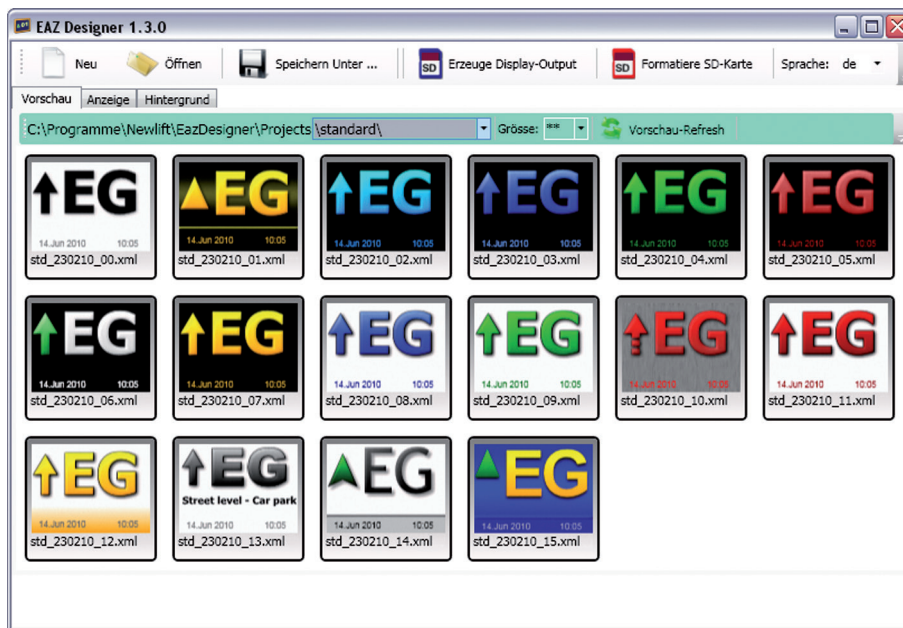 EAZ Designer 1.3.0
Neu Öffnen Speichern Unter ... SD Erzeuge Display-Output SD Formatiere SD-Karte Sprache: de
Vorschau Anzeige Hintergrund
C:\Programme\Newlift\EazDesigner\Projects \standard\ Grösse: ** Vorschau-Refresh
EG EG EG EG EG EG
14.Jun 2010 10:05 14.Jun 2010 10:05 14.Jun 2010 10:05 14.Jun 2010 10:05 14.Jun 2010 10:05 14.Jun 2010 10:05
std_230210_00.xml std_230210_01.xml std_230210_02.xml std_230210_03.xml std_230210_04.xml std_230210_05.xml
EG EG EG EG EG EG
14.Jun 2010 10:05 14.Jun 2010 10:05 14.Jun 2010 10:05 14.Jun 2010 10:05 14.Jun 2010 10:05 14.Jun 2010 10:05
std_230210_06.xml std_230210_07.xml std_230210_08.xml std_230210_09.xml std_230210_10.xml std_230210_11.xml
EG EG EG EG
Street level - Car park
14.Jun 2010 10:05 14.Jun 2010 10:05 14.Jun 2010 10:05 14.Jun 2010 10:05
std_230210_12.xml std_230210_13.xml std_230210_14.xml std_230210_15.xml